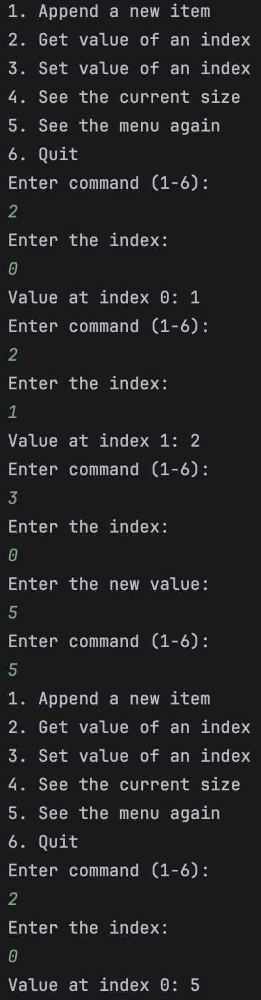 1. Append a new item
2. Get value of an index
3. Set value of an index
4. See the current size
5. See the menu again
6. Quit
Enter command (1-6):
2
Enter the index:
0
Value at index 0: 1
Enter command (1-6):
2
Enter the index:
1
Value at index 1: 2
Enter command (1-6):
3
Enter the index:
0
Enter the new value:
5
Enter command (1-6):
5
1. Append a new item
2. Get value of an index
3. Set value of an index
4. See the current size
5. See the menu again
6. Quit
Enter command (1-6):
2
Enter the index:
0
Value at index 0: 5